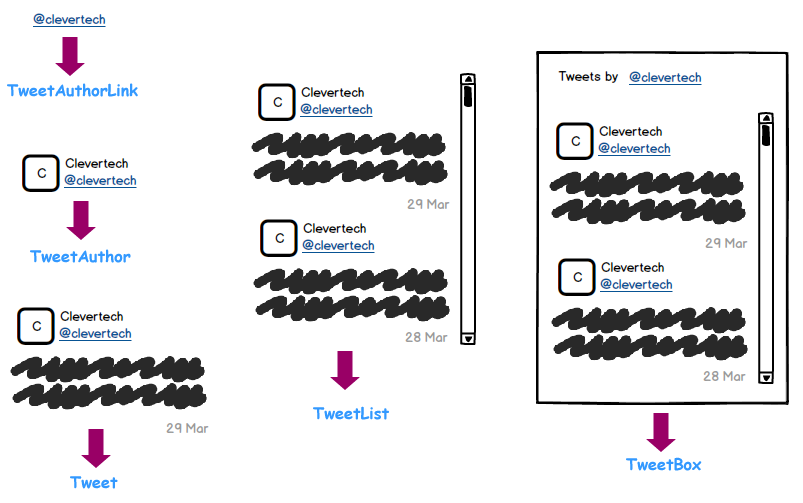 @clevertech
TweetAuthorLink
C
Clevertech
@clevertech
TweetAuthor
C
Clevertech
@clevertech
29 Mar
Tweet
C
Clevertech
@clevertech
29 Mar
C
Clevertech
@clevertech
28 Mar
TweetList
Tweets by @clevertech
C
Clevertech
@clevertech
29 Mar
C
Clevertech
@clevertech
28 Mar
TweetBox